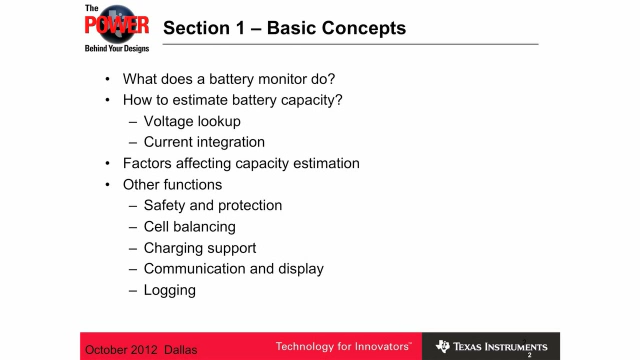 The
POWER
Behind Your Designs
Section 1 – Basic Concepts
• What does a battery monitor do?
• How to estimate battery capacity?
– Voltage lookup
– Current integration
• Factors affecting capacity estimation
• Other functions
– Safety and protection
– Cell balancing
– Charging support
– Communication and display
– Logging
October 2012 Dallas
Technology for Innovators™
TEXAS INSTRUMENTS
2